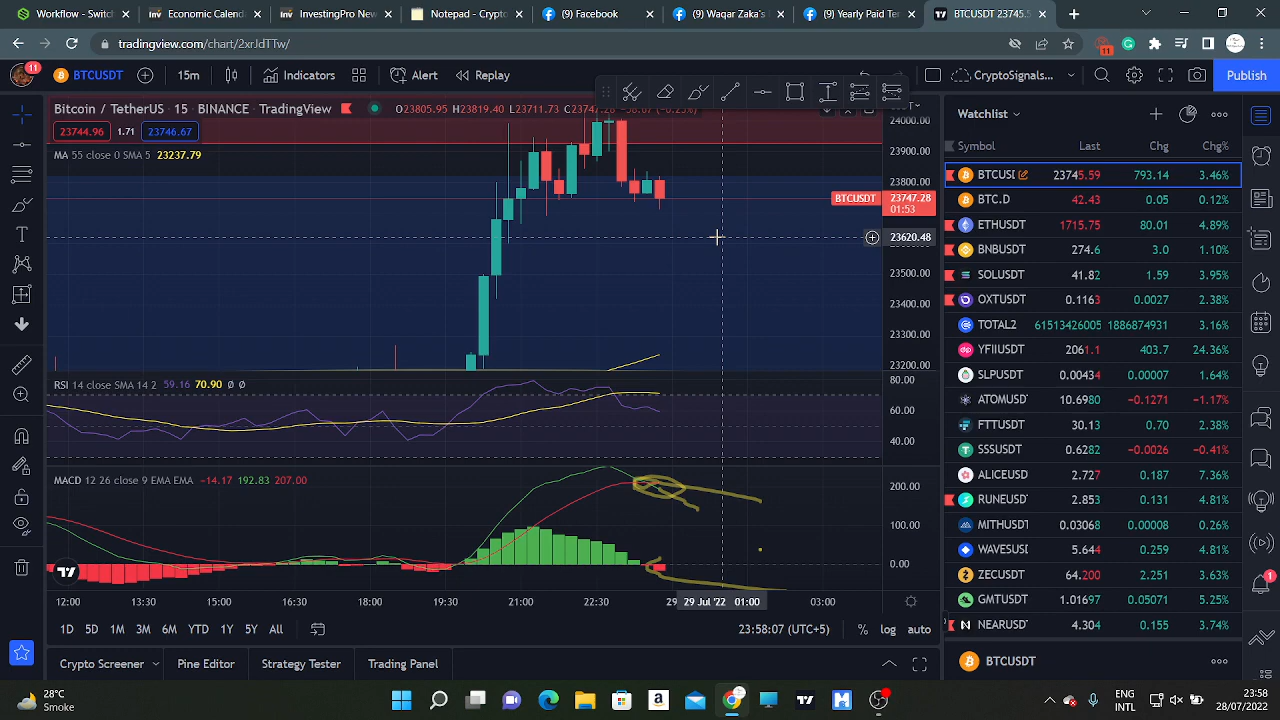 Workflow - Switc
Economic Calenda
InvestingPro New
Notepad - Crypto
(9) Facebook
(9) Waqar Zaka's
(9) Yearly Paid Ter
BTCUSDT 23745.5
tradingview.com/chart/2xrJdTTw/
11
11 BTCUSDT 15m Indicators Alert Replay CryptoSignals... Publish
Bitcoin / TetherUS · 15 · BINANCE · TradingView O23805.95 H23819.40 L23711.73 C23747.28 −58.67 (−0.25%)
23744.96 1.71 23746.67
MA 55 close 0 SMA 5 23237.79
24000.00
23900.00
23800.00
BTCUSDT 23747.28
01:53
23620.48
23500.00
23400.00
23300.00
23200.00
RSI 14 close SMA 14 2 59.16 70.90 Ø Ø
80.00
60.00
40.00
MACD 12 26 close 9 EMA EMA −14.17 192.83 207.00
200.00
100.00
0.00
12:00 13:30 15:00 16:30 18:00 19:30 21:00 22:30 29 29 Jul '22 01:00 03:00
1D 5D 1M 3M 6M YTD 1Y 5Y All 23:58:07 (UTC+5) % log auto
Crypto Screener Pine Editor Strategy Tester Trading Panel
Watchlist
Symbol Last Chg Chg%
BTCUSI 23745.59 793.14 3.46%
BTC.D 42.43 0.05 0.12%
ETHUSDT 1715.75 80.01 4.89%
BNBUSDT 274.6 3.0 1.10%
SOLUSDT 41.82 1.59 3.95%
OXTUSDT 0.1163 0.0027 2.38%
TOTAL2 61513426005 1886874931 3.16%
YFIIUSDT 2061.1 403.7 24.36%
SLPUSDT 0.00434 0.00007 1.64%
ATOMUSD 10.6980 −0.1271 −1.17%
FTTUSDT 30.13 0.70 2.38%
SSSUSDT 0.6282 −0.0026 −0.41%
ALICEUSD 2.727 0.187 7.36%
RUNEUSD 2.853 0.131 4.81%
MITHUSD 0.03068 0.00008 0.26%
WAVESUSI 5.644 0.259 4.81%
ZECUSDT 64.200 2.251 3.63%
GMTUSDT 1.01697 0.05071 5.25%
NEARUSD 4.304 0.155 3.74%
BTCUSDT
1
28°C
Smoke
ENG
INTL
23:58
28/07/2022